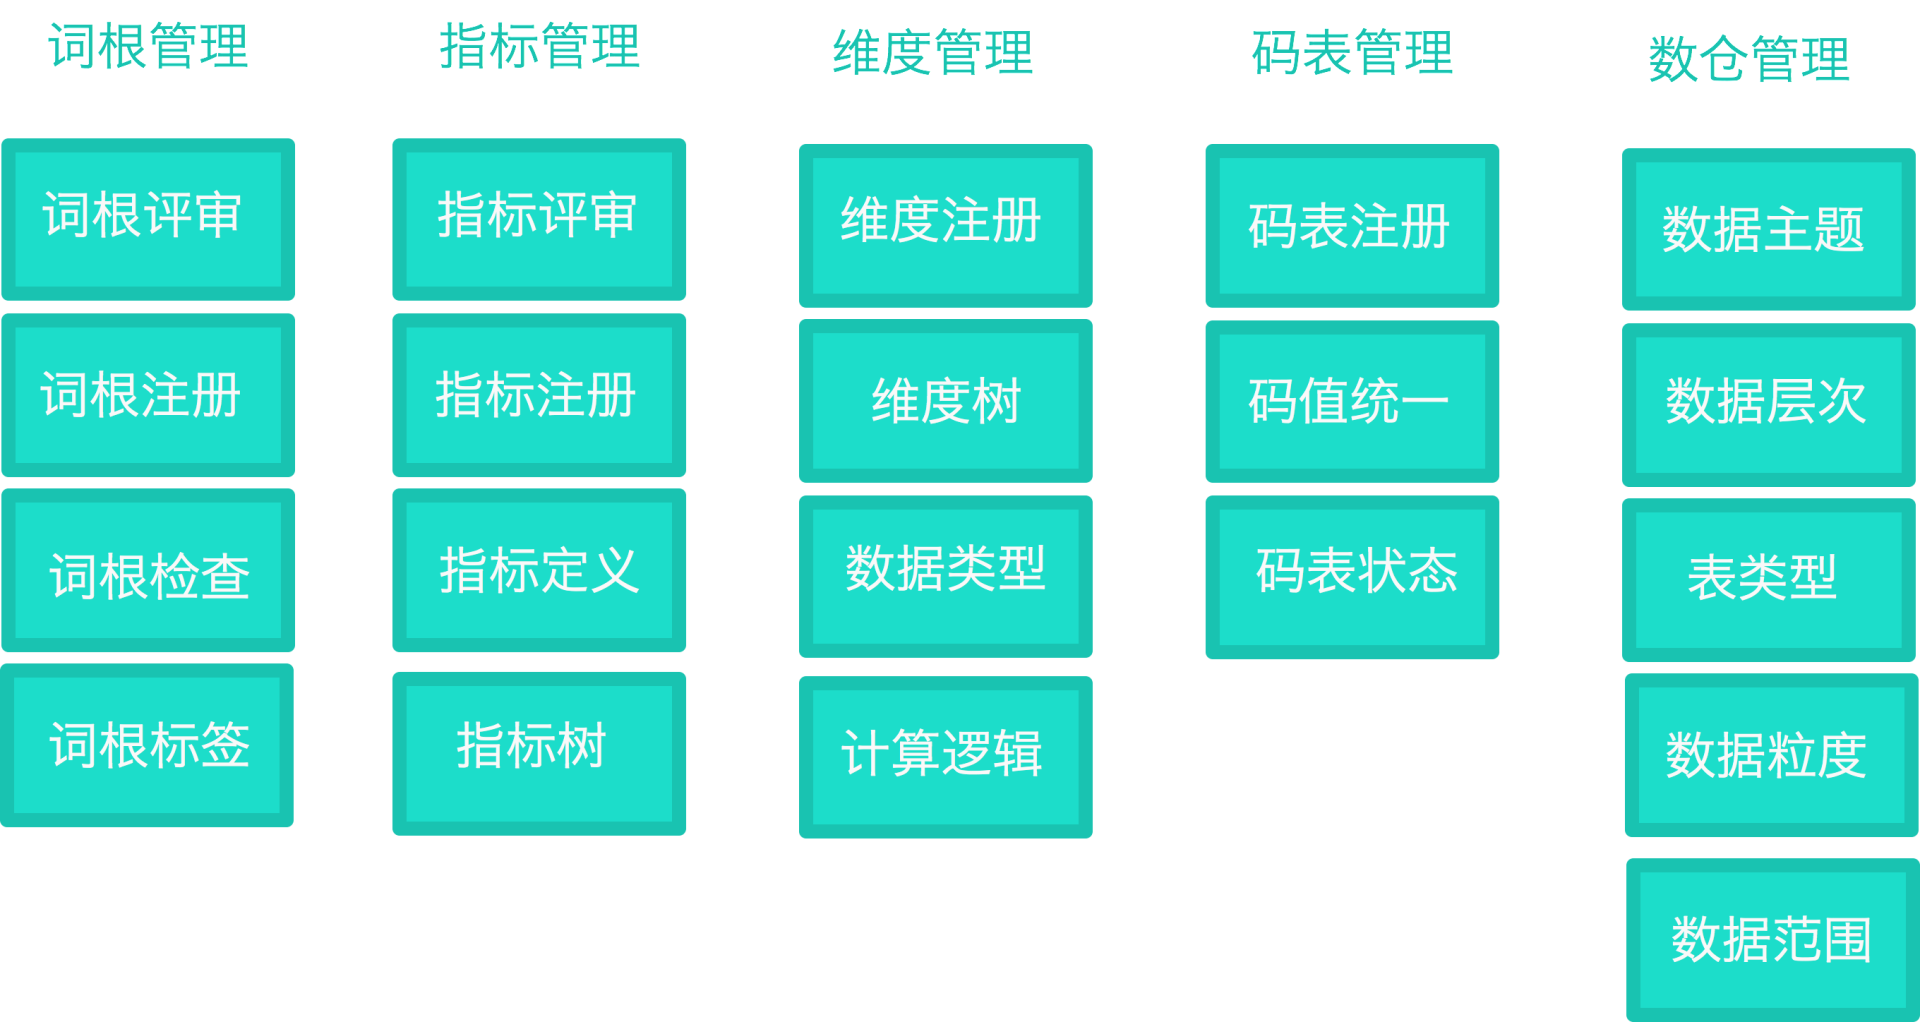 词根管理
词根评审
词根注册
词根检查
词根标签
指标管理
指标评审
指标注册
指标定义
指标树
维度管理
维度注册
维度树
数据类型
计算逻辑
码表管理
码表注册
码值统一
码表状态
数仓管理
数据主题
数据层次
表类型
数据粒度
数据范围